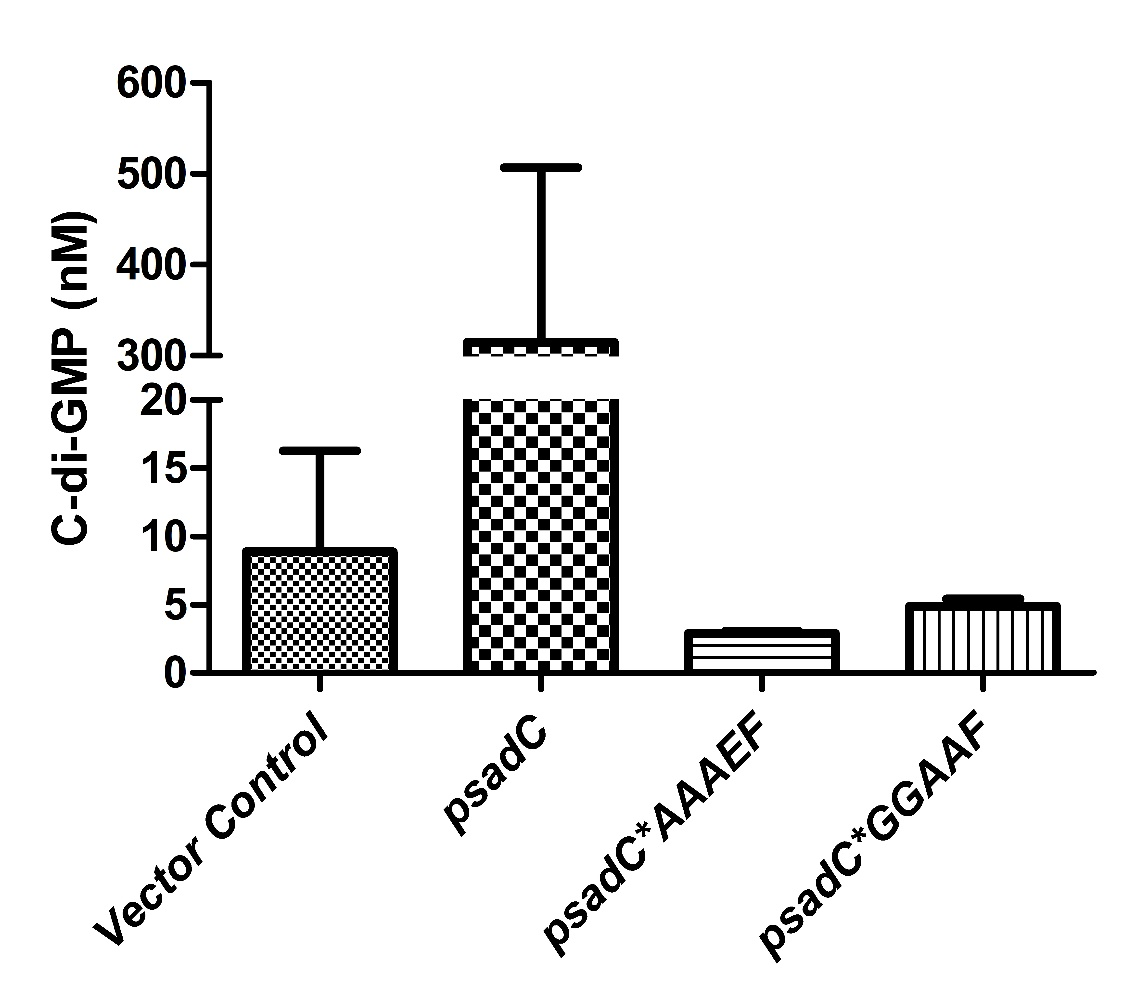 600
500
400
300
20
15
10
5
0
C-di-GMP (nM)
Vector Control
psadC
psadC*AAAEF
psadC*GGAAF